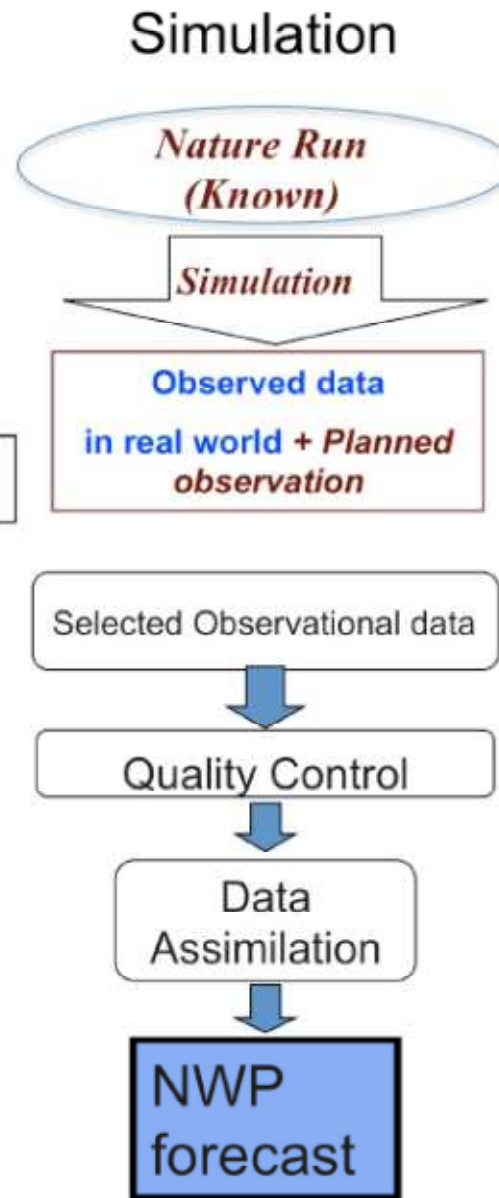 Simulation
Nature Run
(Known)
Simulation
Observed data
in real world + Planned
observation
Selected Observational data
Quality Control
Data
Assimilation
NWP
forecast